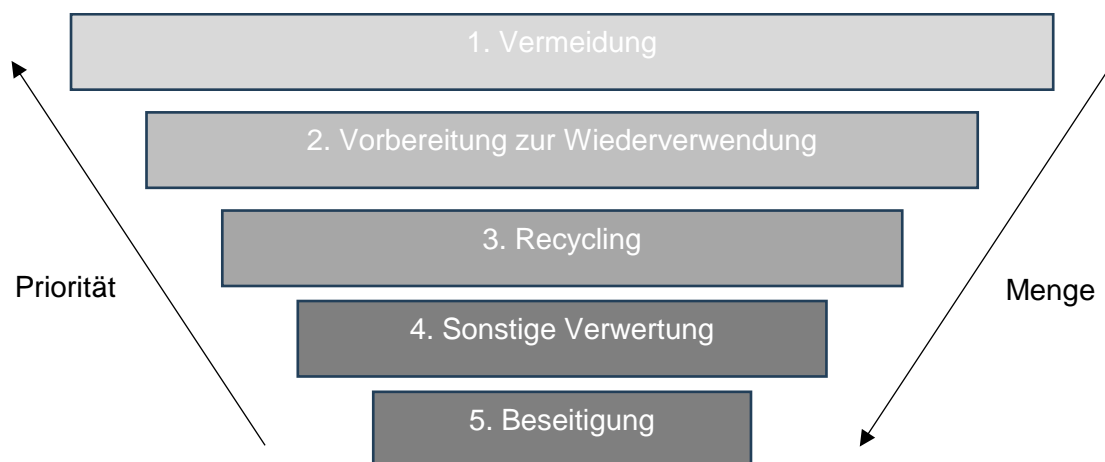 1. Vermeidung
2. Vorbereitung zur Wiederverwendung
3. Recycling
Priorität
Menge
4. Sonstige Verwertung
5. Beseitigung